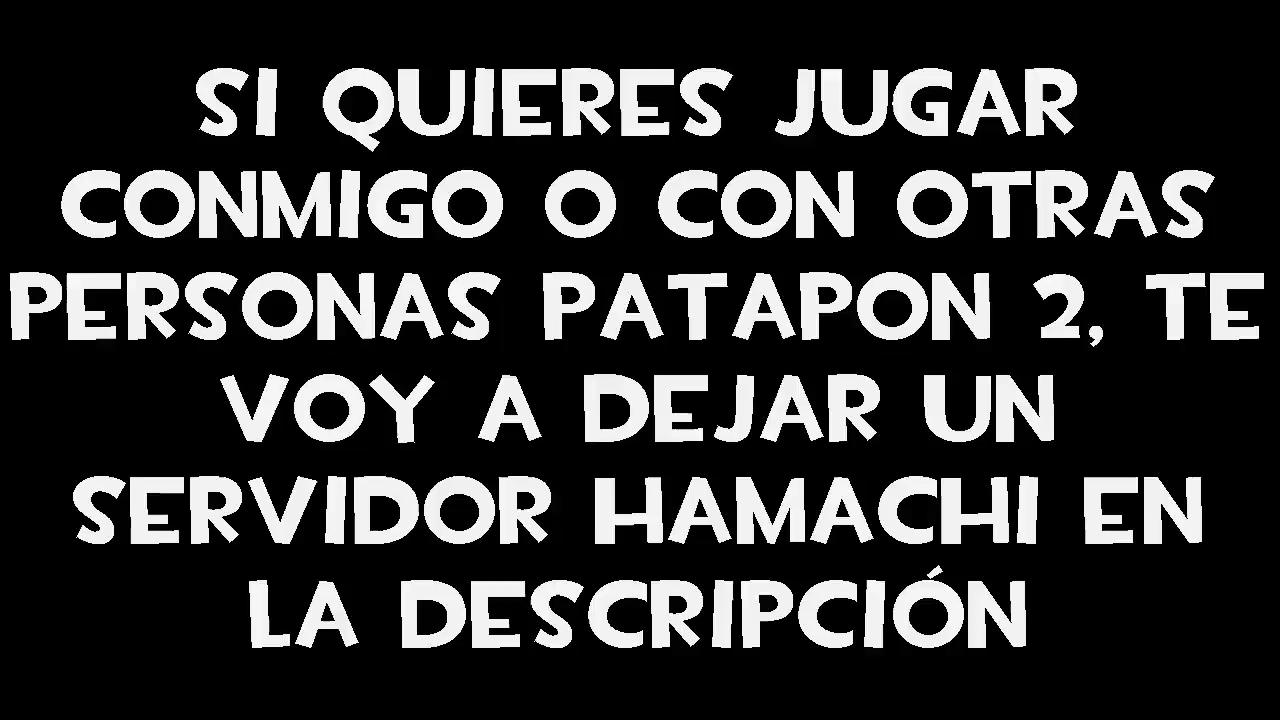 SI QUIERES JUGAR
CONMIGO O CON OTRAS
PERSONAS PATAPON 2, TE
VOY A DEJAR UN
SERVIDOR HAMACHI EN
LA DESCRIPCIÓN